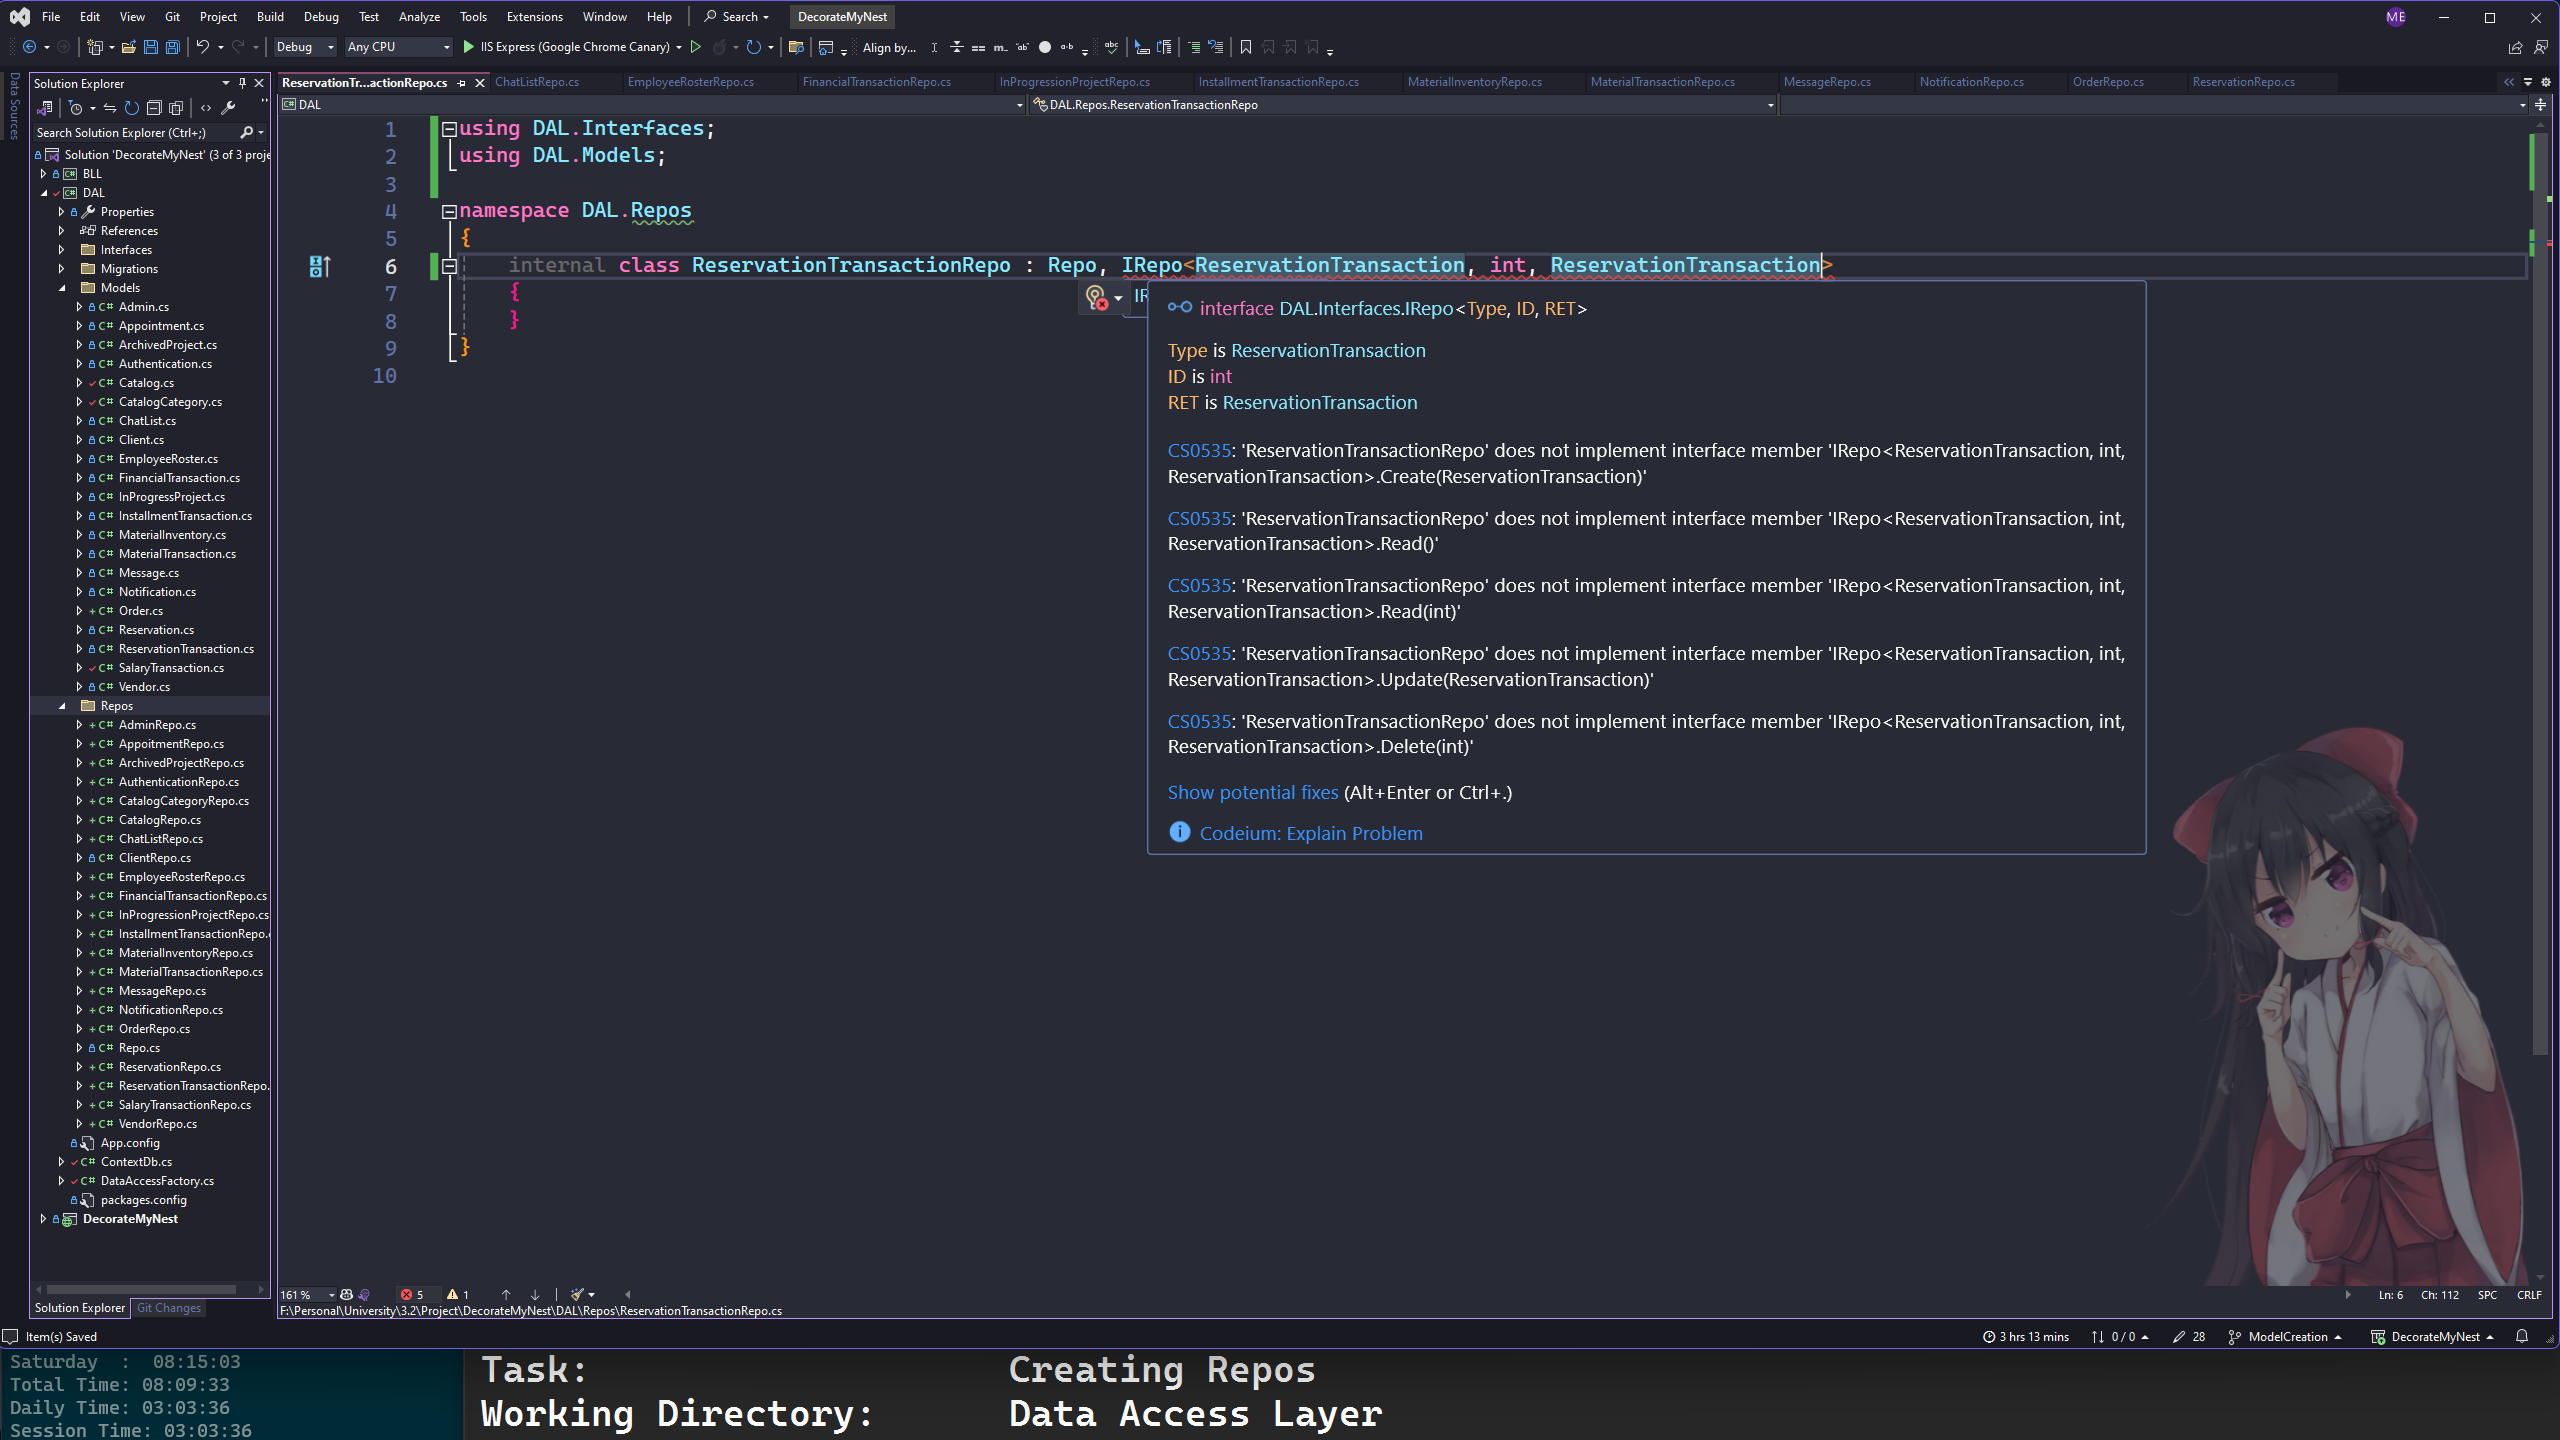 File Edit View Git Project Build Debug Test Analyze Tools Extensions Window Help Search DecorateMyNest ME
Debug Any CPU IIS Express (Google Chrome Canary) Align by...
Data Sources
Solution Explorer
Search Solution Explorer (Ctrl+;)
Solution 'DecorateMyNest' (3 of 3 proje
BLL
DAL
Properties
References
Interfaces
Migrations
Models
Admin.cs
Appointment.cs
ArchivedProject.cs
Authentication.cs
Catalog.cs
CatalogCategory.cs
ChatList.cs
Client.cs
EmployeeRoster.cs
FinancialTransaction.cs
InProgressProject.cs
InstallmentTransaction.cs
MaterialInventory.cs
MaterialTransaction.cs
Message.cs
Notification.cs
Order.cs
Reservation.cs
ReservationTransaction.cs
SalaryTransaction.cs
Vendor.cs
Repos
AdminRepo.cs
AppoitmentRepo.cs
ArchivedProjectRepo.cs
AuthenticationRepo.cs
CatalogCategoryRepo.cs
CatalogRepo.cs
ChatListRepo.cs
ClientRepo.cs
EmployeeRosterRepo.cs
FinancialTransactionRepo.cs
InProgressionProjectRepo.cs
InstallmentTransactionRepo.
MaterialInventoryRepo.cs
MaterialTransactionRepo.cs
MessageRepo.cs
NotificationRepo.cs
OrderRepo.cs
Repo.cs
ReservationRepo.cs
ReservationTransactionRepo.
SalaryTransactionRepo.cs
VendorRepo.cs
App.config
ContextDb.cs
DataAccessFactory.cs
packages.config
DecorateMyNest
Solution Explorer Git Changes
ReservationTr...actionRepo.cs ChatListRepo.cs EmployeeRosterRepo.cs FinancialTransactionRepo.cs InProgressionProjectRepo.cs InstallmentTransactionRepo.cs MaterialInventoryRepo.cs MaterialTransactionRepo.cs MessageRepo.cs NotificationRepo.cs OrderRepo.cs ReservationRepo.cs
DAL DAL.Repos.ReservationTransactionRepo
1 using DAL.Interfaces;
2 using DAL.Models;
3
4 namespace DAL.Repos
5 {
6 internal class ReservationTransactionRepo : Repo, IRepo<ReservationTransaction, int, ReservationTransaction>
7 {
8 }
9 }
10
IR
interface DAL.Interfaces.IRepo<Type, ID, RET>
Type is ReservationTransaction
ID is int
RET is ReservationTransaction
CS0535: 'ReservationTransactionRepo' does not implement interface member 'IRepo<ReservationTransaction, int,
ReservationTransaction>.Create(ReservationTransaction)'
CS0535: 'ReservationTransactionRepo' does not implement interface member 'IRepo<ReservationTransaction, int,
ReservationTransaction>.Read()'
CS0535: 'ReservationTransactionRepo' does not implement interface member 'IRepo<ReservationTransaction, int,
ReservationTransaction>.Read(int)'
CS0535: 'ReservationTransactionRepo' does not implement interface member 'IRepo<ReservationTransaction, int,
ReservationTransaction>.Update(ReservationTransaction)'
CS0535: 'ReservationTransactionRepo' does not implement interface member 'IRepo<ReservationTransaction, int,
ReservationTransaction>.Delete(int)'
Show potential fixes (Alt+Enter or Ctrl+.)
Codeium: Explain Problem
161 % 5 1 Ln: 6 Ch: 112 SPC CRLF
F:\Personal\University\3.2\Project\DecorateMyNest\DAL\Repos\ReservationTransactionRepo.cs
Item(s) Saved 3 hrs 13 mins 0 / 0 28 ModelCreation DecorateMyNest
Saturday : 08:15:03
Total Time: 08:09:33
Daily Time: 03:03:36
Session Time: 03:03:36
Task: Creating Repos
Working Directory: Data Access Layer